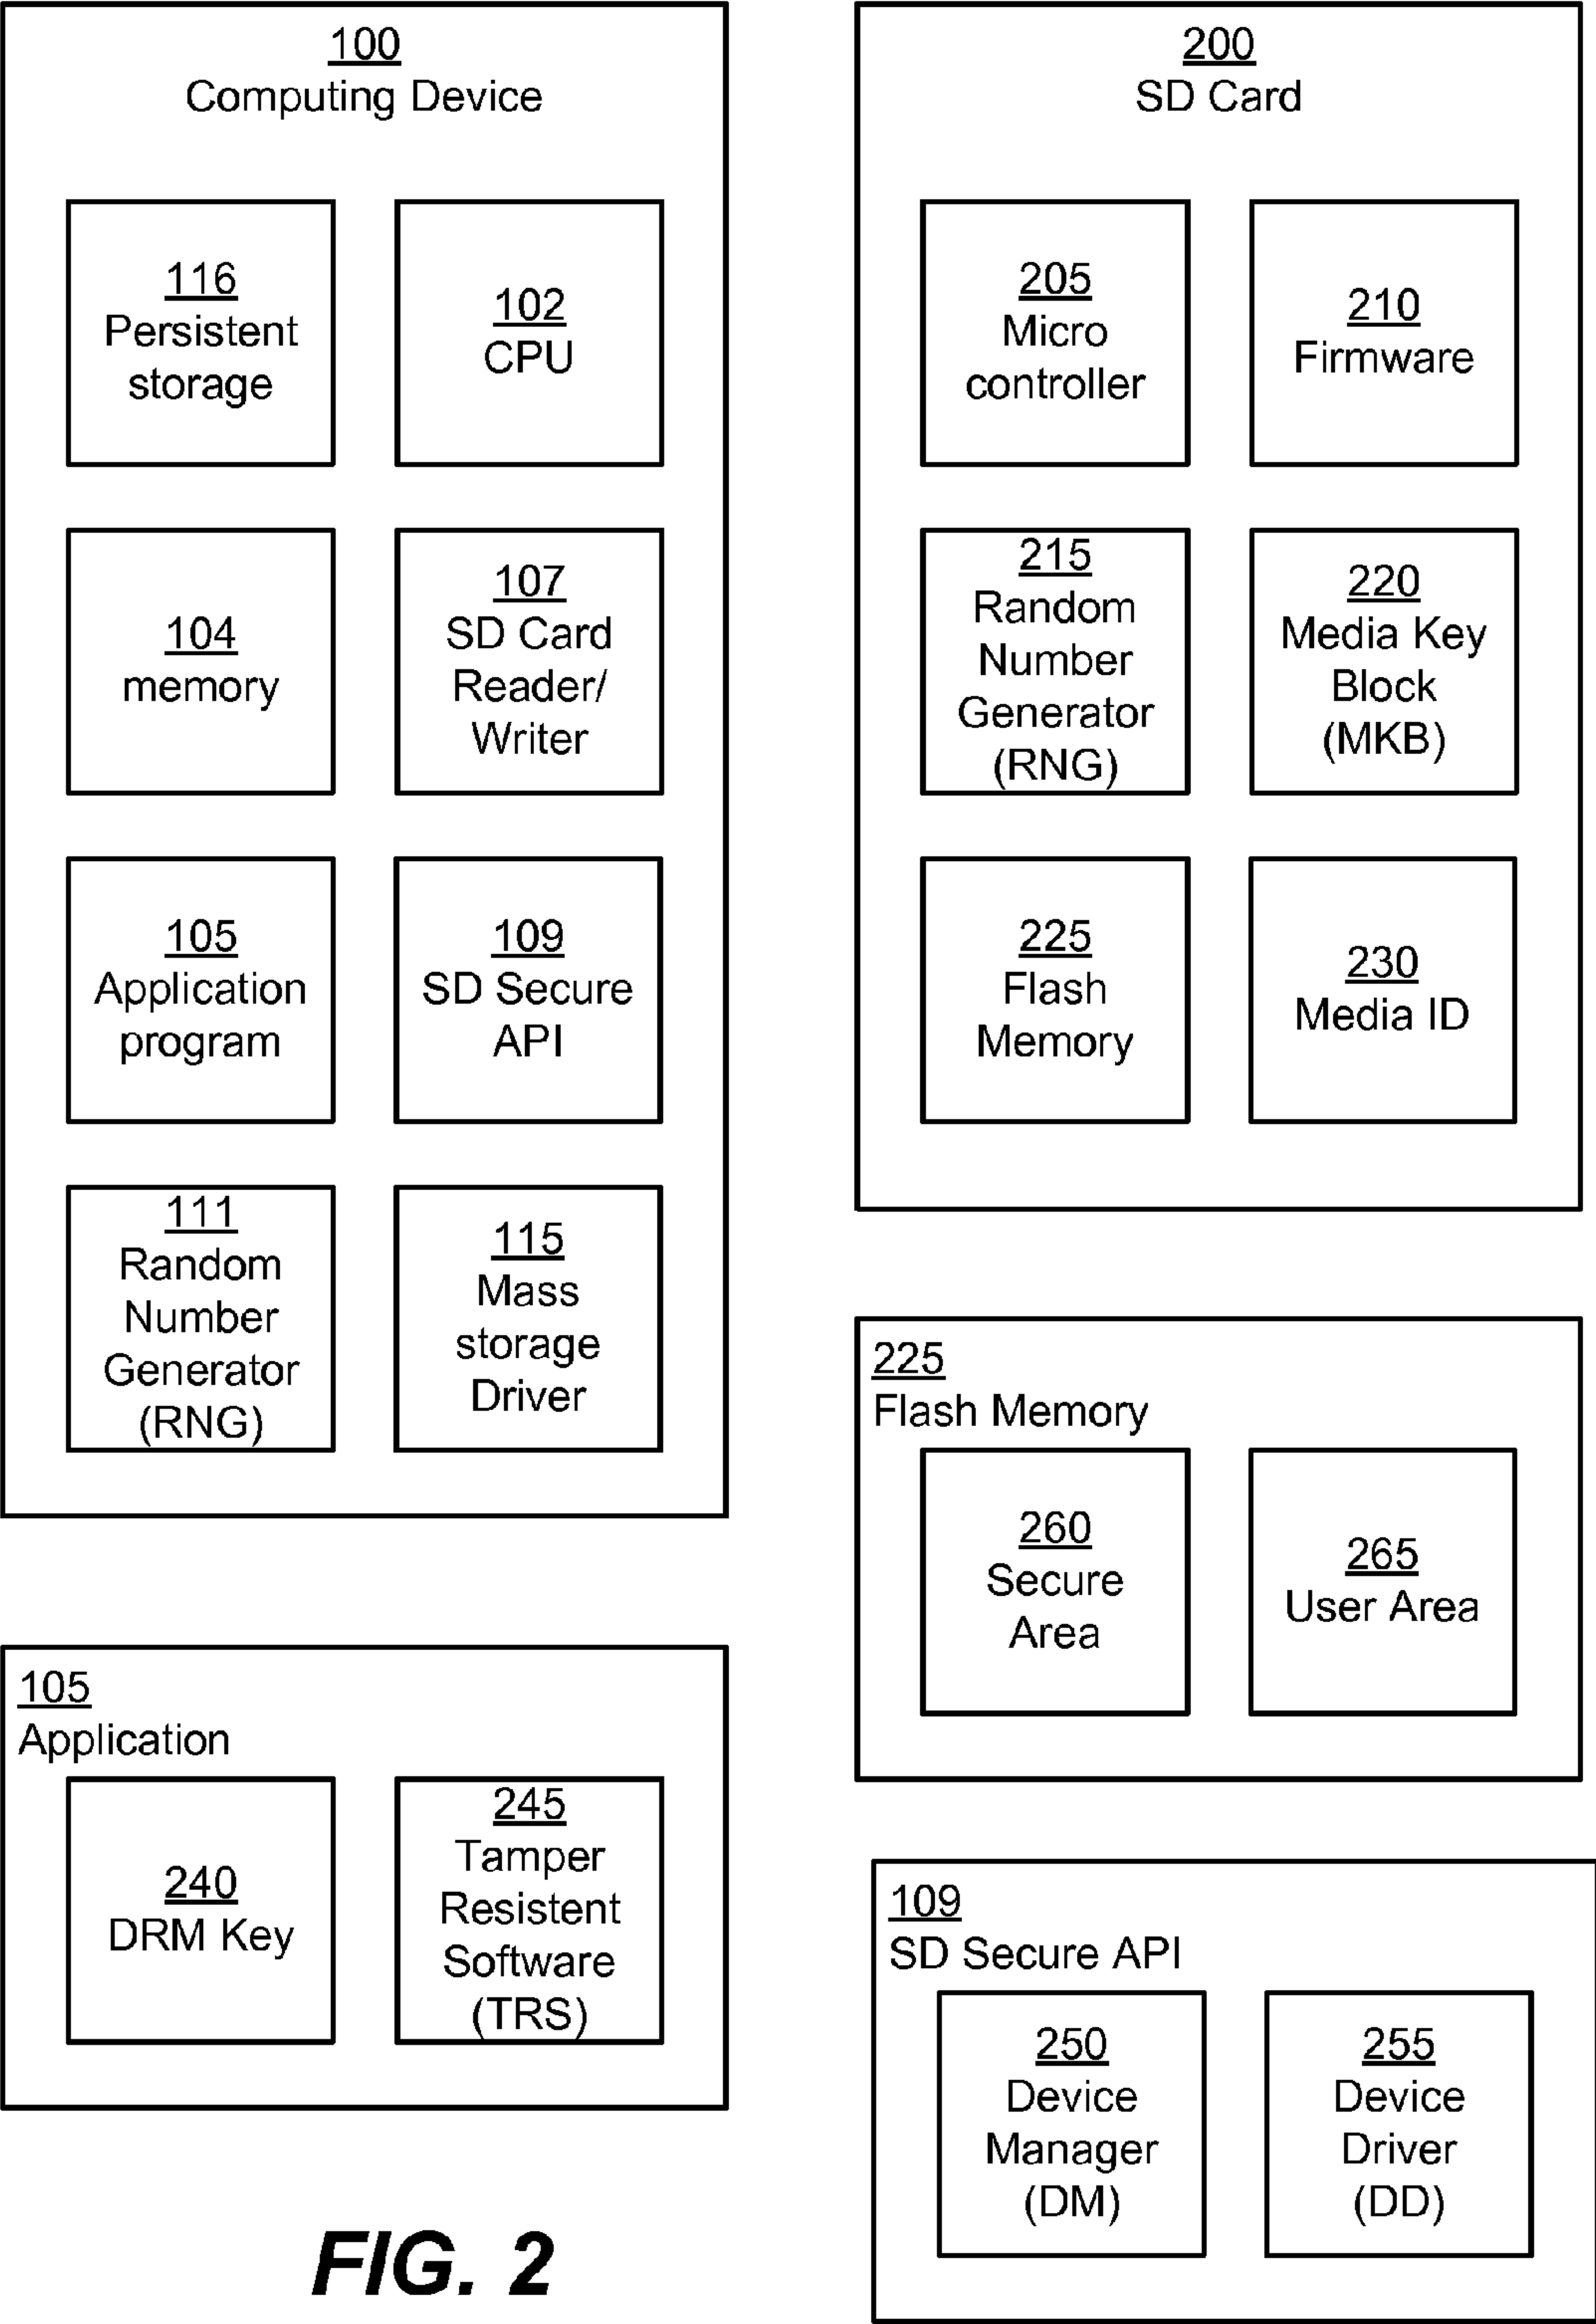 100
Computing Device
116
Persistent
storage
102
CPU
104
memory
107
SD Card
Reader/
Writer
105
Application
program
109
SD Secure
API
111
Random
Number
Generator
(RNG)
115
Mass
storage
Driver
200
SD Card
205
Micro
controller
210
Firmware
215
Random
Number
Generator
(RNG)
220
Media Key
Block
(MKB)
225
Flash
Memory
230
Media ID
225
Flash Memory
260
Secure
Area
265
User Area
105
Application
240
DRM Key
245
Tamper
Resistent
Software
(TRS)
109
SD Secure API
250
Device
Manager
(DM)
255
Device
Driver
(DD)
FIG. 2